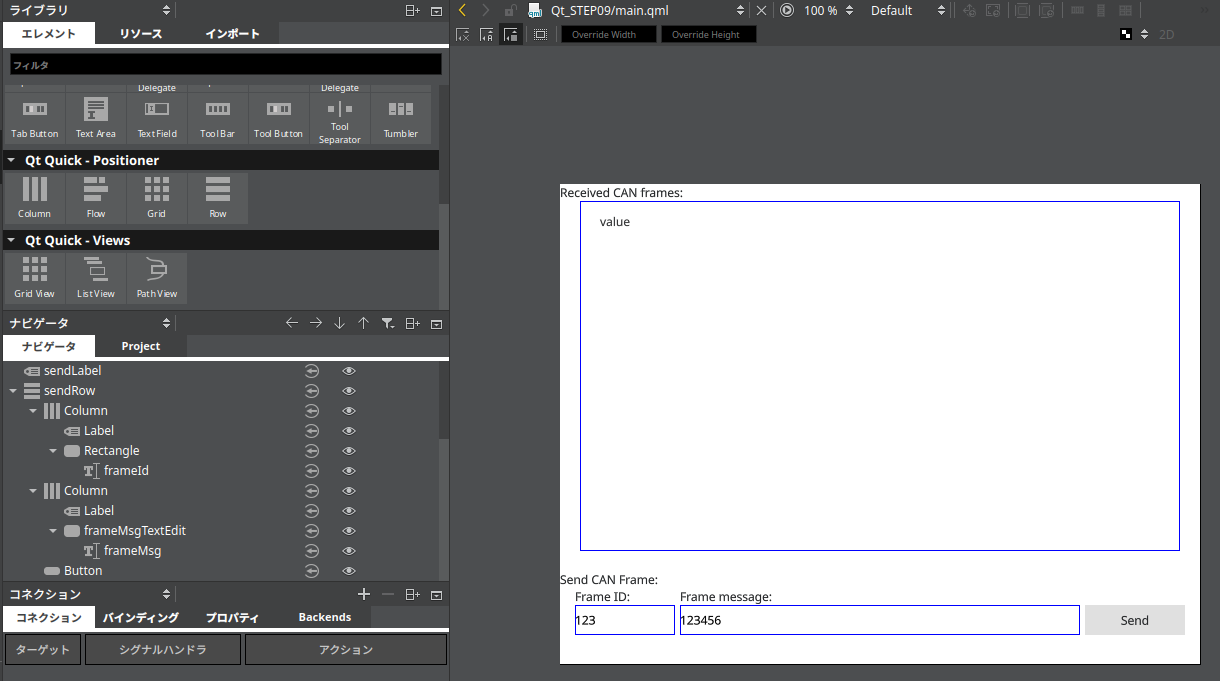 ライブラリ
エレメント リソース インポート
フィルタ
Delegate Delegate
Tab Button Text Area Text Field Tool Bar Tool Button Tool Separator Tumbler
Qt Quick - Positioner
Column Flow Grid Row
Qt Quick - Views
Grid View List View Path View
ナビゲータ
ナビゲータ Project
sendLabel
sendRow
Column
Label
Rectangle
frameId
Column
Label
frameMsgTextEdit
frameMsg
Button
コネクション
コネクション バインディング プロパティ Backends
ターゲット シグナルハンドラ アクション
qml Qt_STEP09/main.qml 100 % Default
Override Width Override Height 2D
Received CAN frames:
value
Send CAN Frame:
Frame ID: Frame message:
123 123456 Send